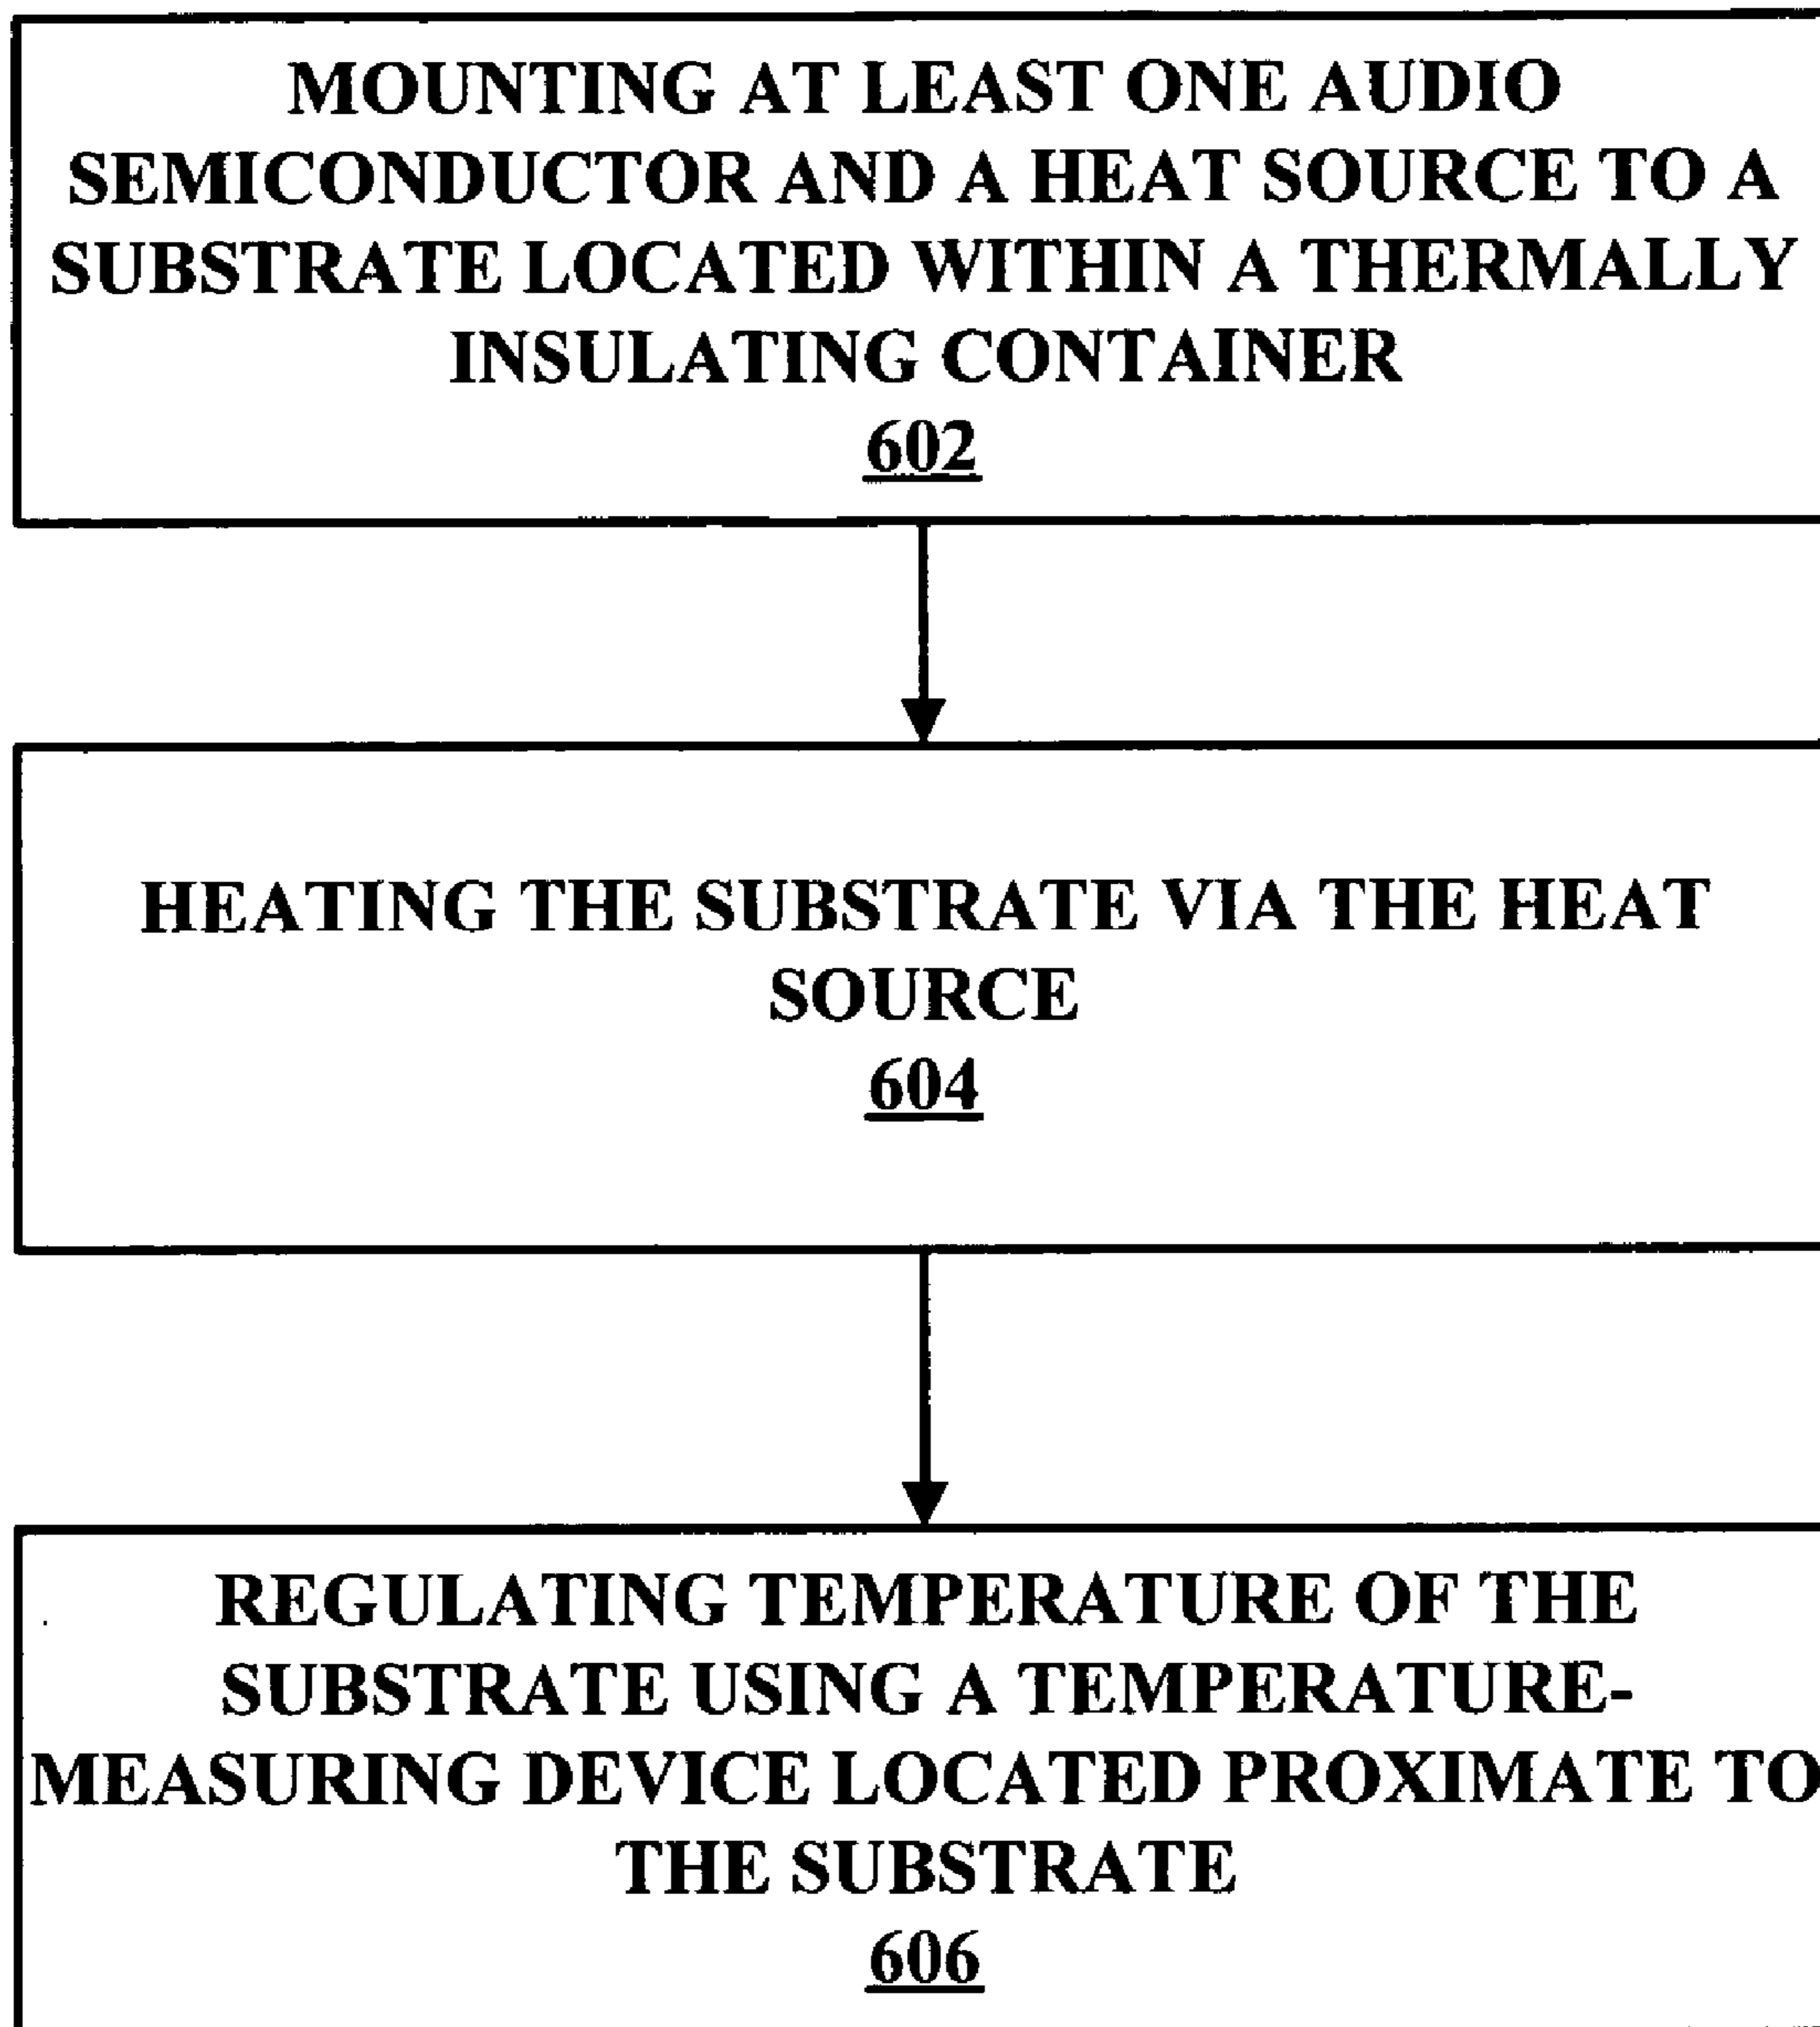 MOUNTING AT LEAST ONE AUDIO
SEMICONDUCTOR AND A HEAT SOURCE TO A
SUBSTRATE LOCATED WITHIN A THERMALLY
INSULATING CONTAINER
602
HEATING THE SUBSTRATE VIA THE HEAT
SOURCE
604
REGULATING TEMPERATURE OF THE
SUBSTRATE USING A TEMPERATURE-
MEASURING DEVICE LOCATED PROXIMATE TO
THE SUBSTRATE
606